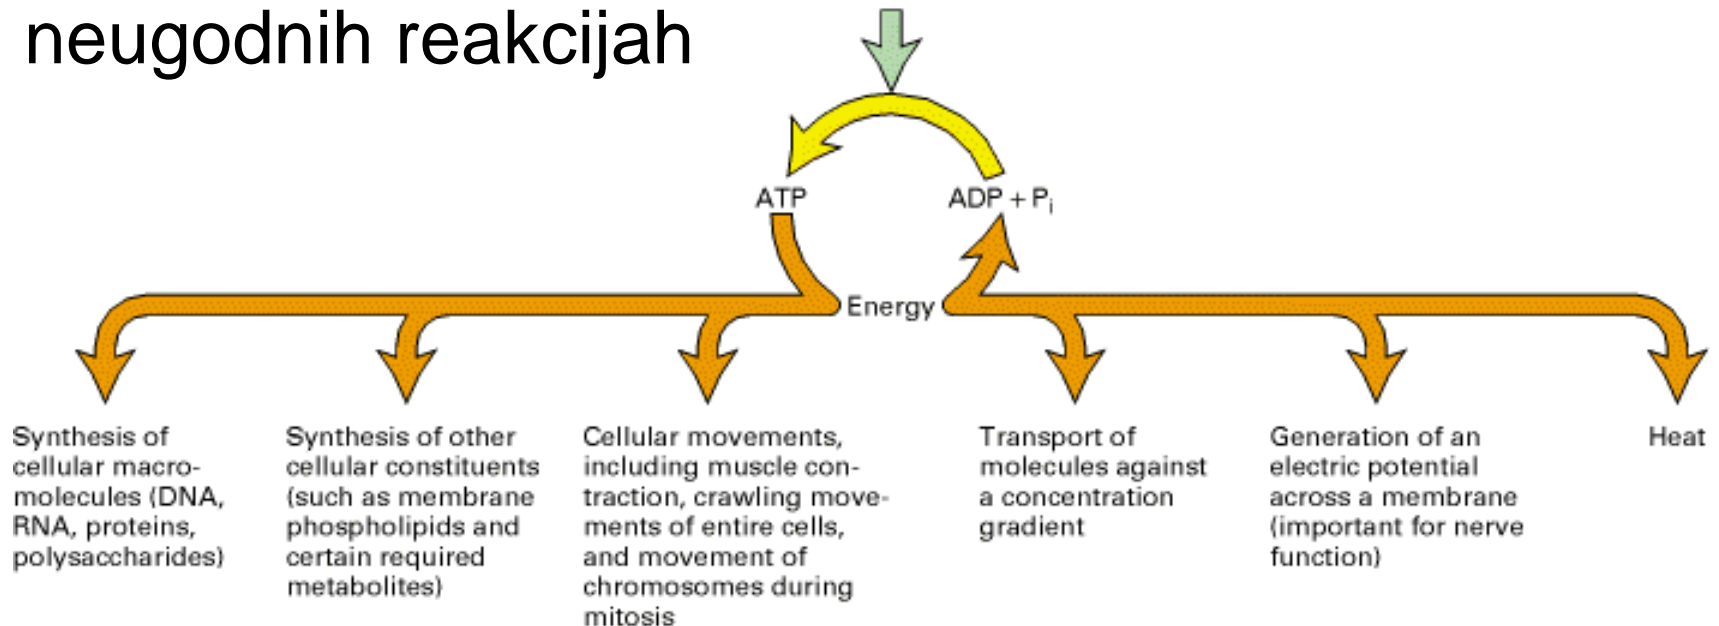 neugodnih reakcijah
ATP
ADP + Pi
Energy
Synthesis of
cellular macro-
molecules (DNA,
RNA, proteins,
polysaccharides)
Synthesis of other
cellular constituents
(such as membrane
phospholipids and
certain required
metabolites)
Cellular movements,
including muscle con-
traction, crawling move-
ments of entire cells,
and movement of
chromosomes during
mitosis
Transport of
molecules against
a concentration
gradient
Generation of an
electric potential
across a membrane
(important for nerve
function)
Heat